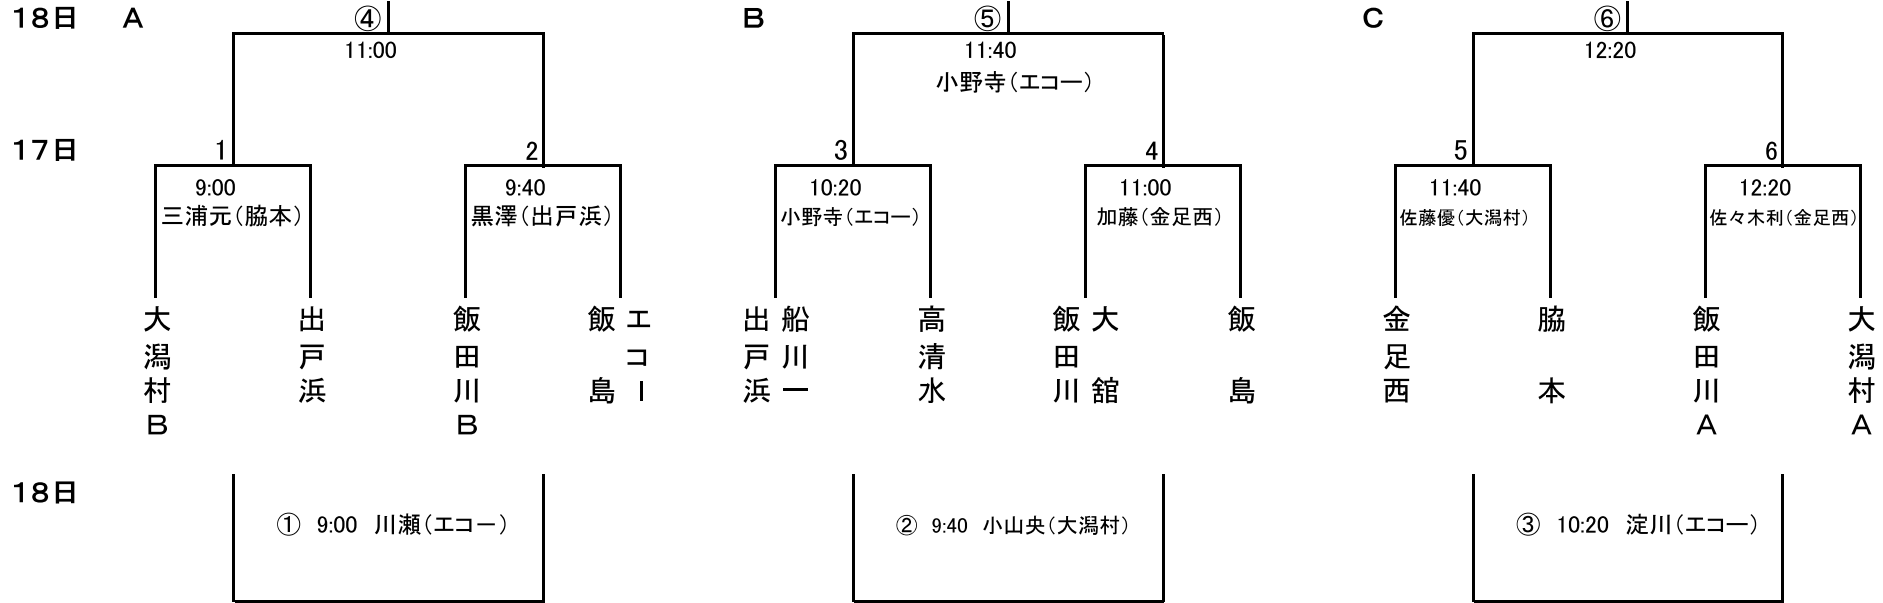 18日 A ④ B ⑤ C ⑥
11:00 11:40 12:20
小野寺（エコー）
17日 1 2 3 4 5 6
9:00 9:40 10:20 11:00 11:40 12:20
三浦元（脇本） 黒澤（出戸浜） 小野寺（エコー） 加藤（金足西） 佐藤優（大潟村） 佐々木利（金足西）
大潟村B
出戸浜
飯田川B
飯島
エコー
出戸浜
船川一
高清水
飯田川
大舘
飯島
金足西
脇本
飯田川A
大潟村A
18日
① 9:00 川瀬（エコー） ② 9:40 小山央（大潟村） ③ 10:20 淀川（エコー）